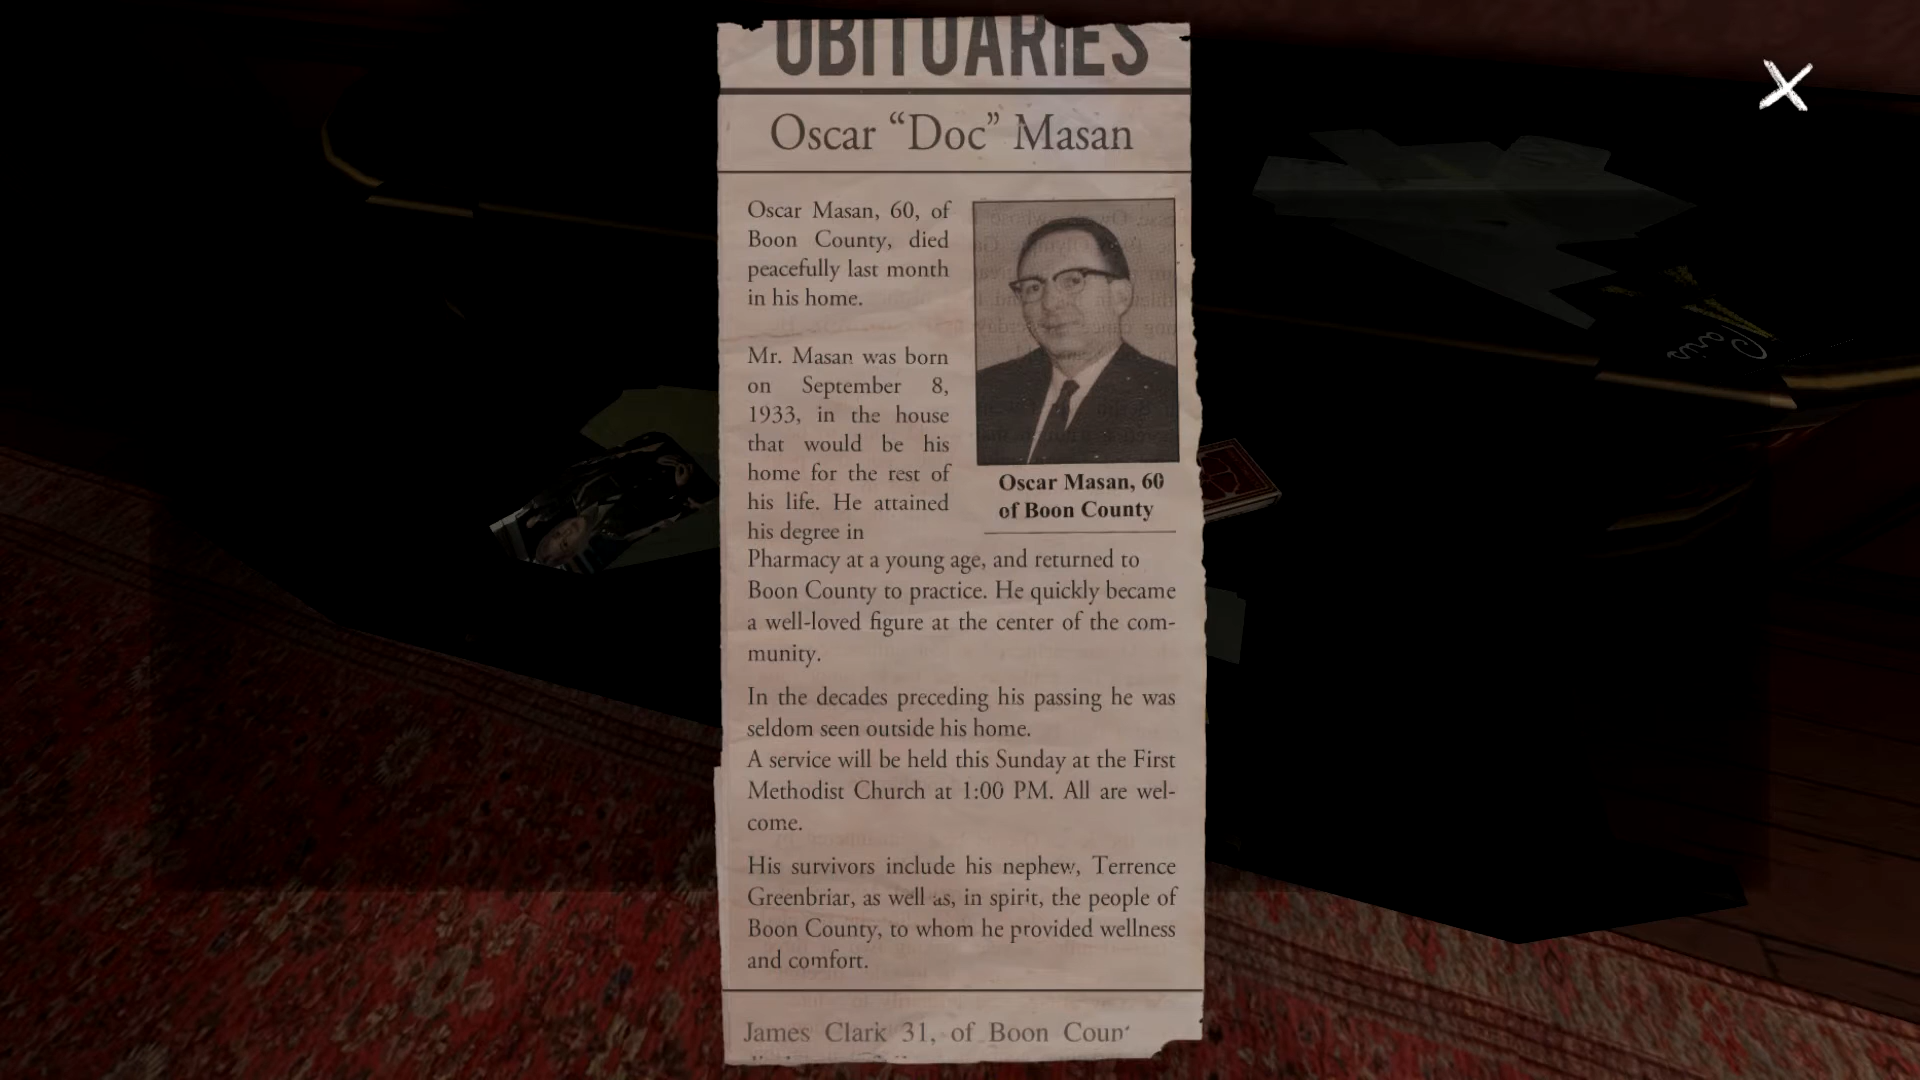 OBITUARIES
Oscar “Doc” Masan
Oscar Masan, 60, of
Boon County, died
peacefully last month
in his home.
Mr. Masan was born
on September 8,
1933, in the house
that would be his
home for the rest of
his life. He attained
his degree in
Pharmacy at a young age, and returned to
Boon County to practice. He quickly became
a well-loved figure at the center of the com-
munity.
Oscar Masan, 60
of Boon County
In the decades preceding his passing he was
seldom seen outside his home.
A service will be held this Sunday at the First
Methodist Church at 1:00 PM. All are wel-
come.
His survivors include his nephew, Terrence
Greenbriar, as well as, in spirit, the people of
Boon County, to whom he provided wellness
and comfort.
James Clark 31, of Boon